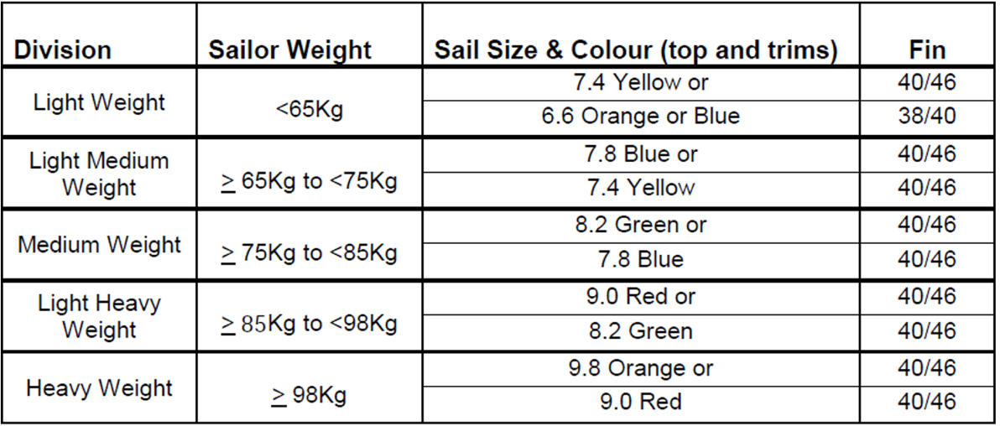 Division Sailor Weight Sail Size & Colour (top and trims) Fin
Light Weight <65Kg 7.4 Yellow or 40/46
6.6 Orange or Blue 38/40
Light Medium
Weight ≥ 65Kg to <75Kg 7.8 Blue or 40/46
7.4 Yellow 40/46
Medium Weight ≥ 75Kg to <85Kg 8.2 Green or 40/46
7.8 Blue 40/46
Light Heavy
Weight ≥ 85Kg to <98Kg 9.0 Red or 40/46
8.2 Green 40/46
Heavy Weight ≥ 98Kg 9.8 Orange or 40/46
9.0 Red 40/46